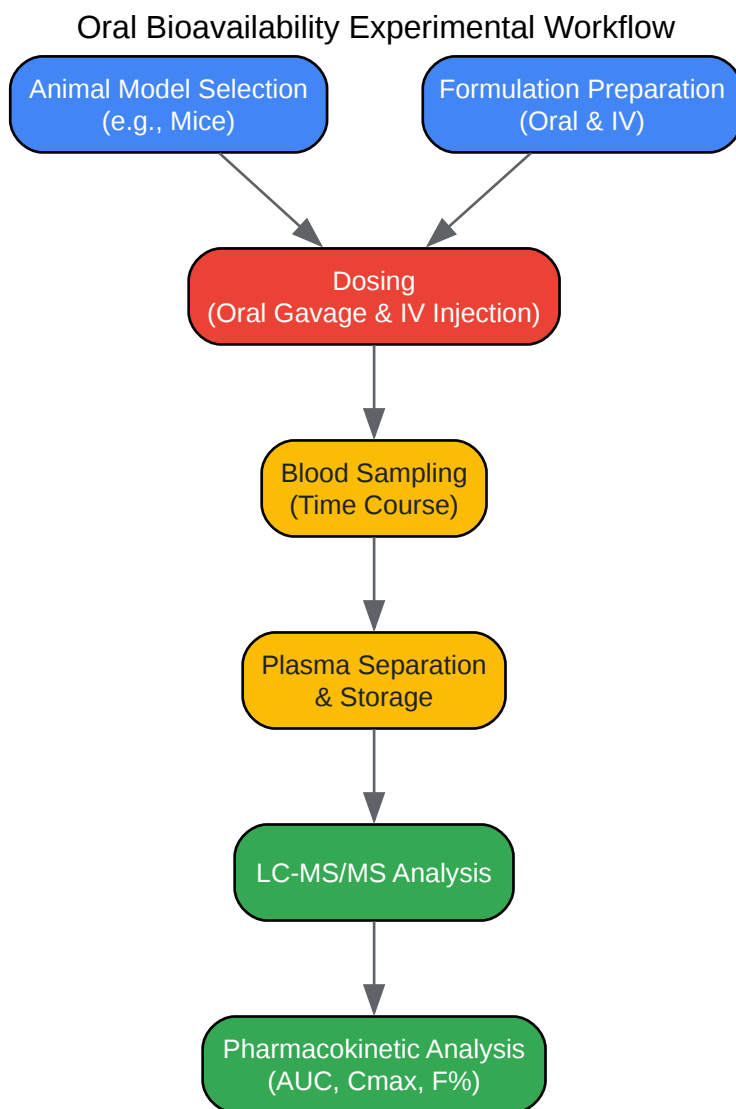 Oral Bioavailability Experimental Workflow
Animal Model Selection
(e.g., Mice)
Formulation Preparation
(Oral & IV)
Dosing
(Oral Gavage & IV Injection)
Blood Sampling
(Time Course)
Plasma Separation
& Storage
LC-MS/MS Analysis
Pharmacokinetic Analysis
(AUC, Cmax, F%)